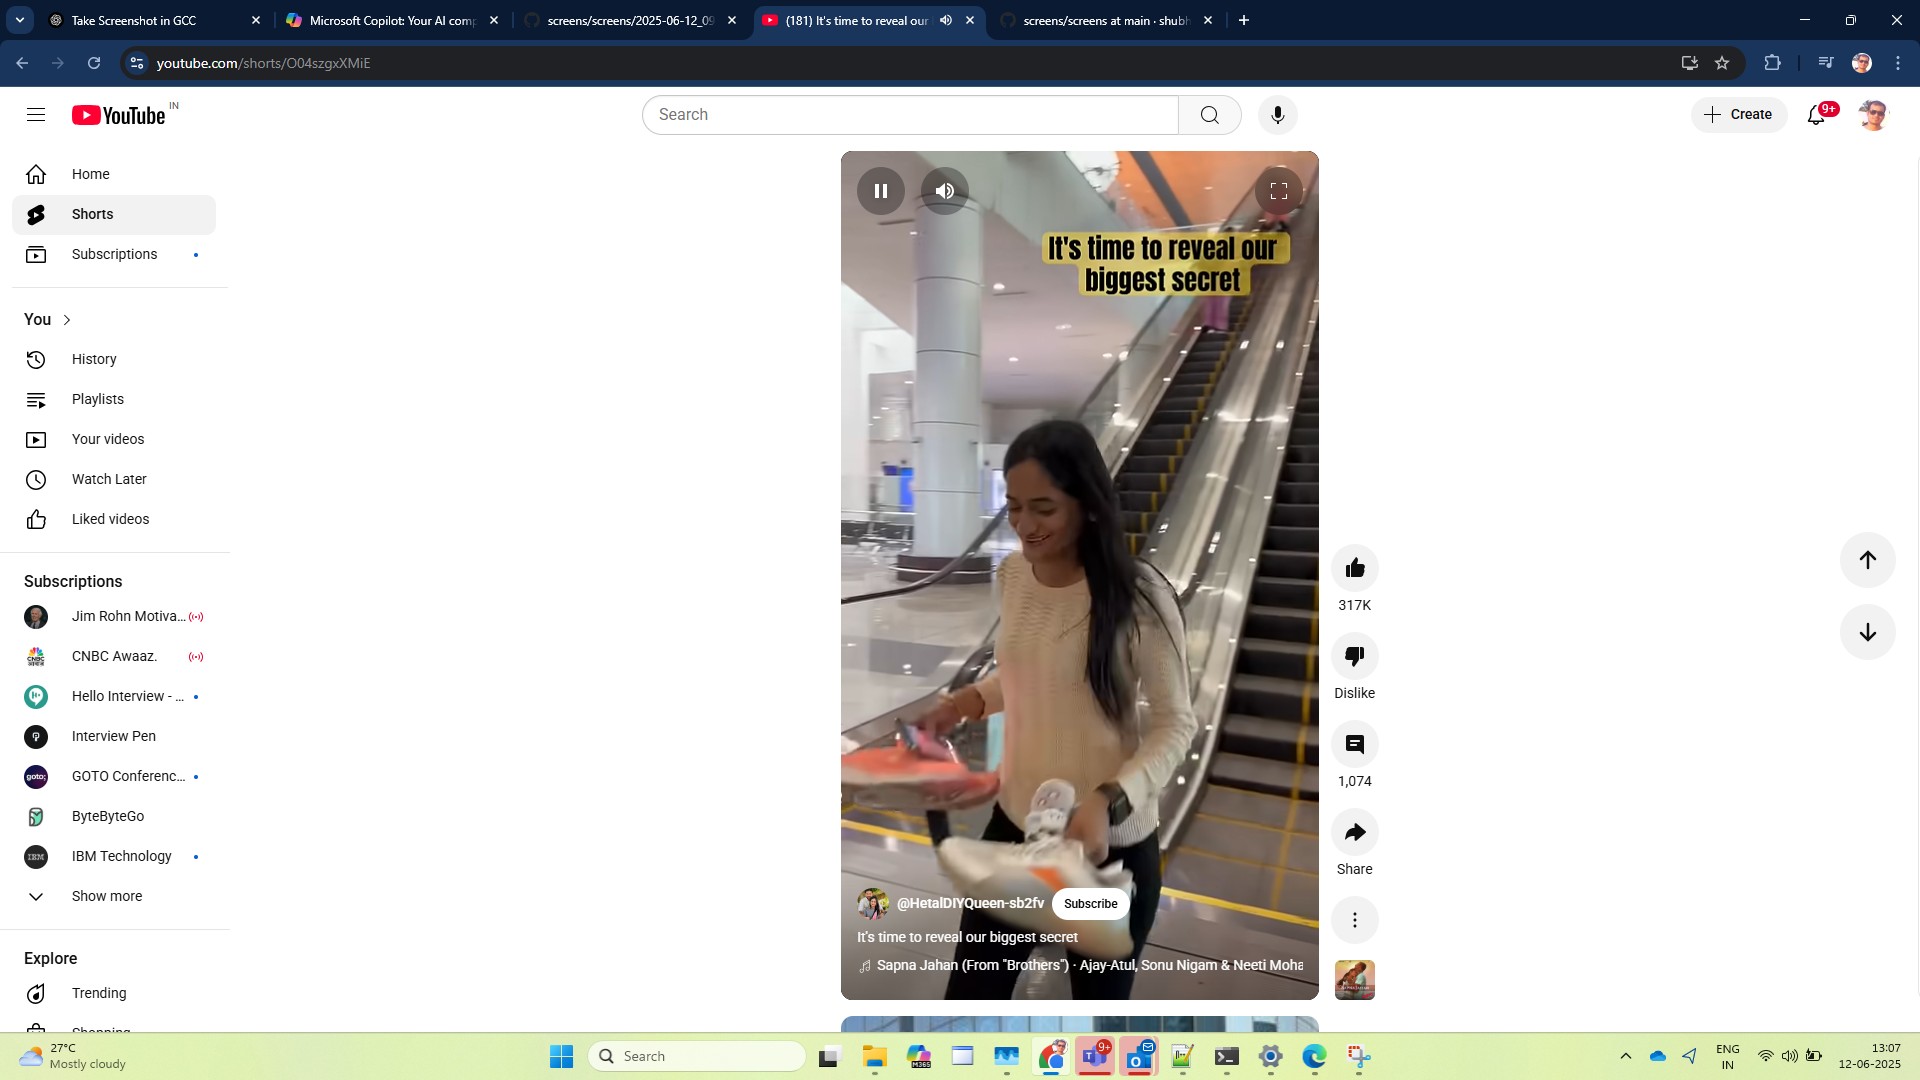 Take Screenshot in GCC
Microsoft Copilot: Your AI comp
screens/screens/2025-06-12_09
(181) It's time to reveal our
screens/screens at main · shubh
youtube.com/shorts/O04szgxXMiE
YouTube IN
Search
Create
9+
Home
Shorts
Subscriptions
You
History
Playlists
Your videos
Watch Later
Liked videos
Subscriptions
Jim Rohn Motiva...
CNBC Awaaz.
Hello Interview - ...
Interview Pen
goto;
GOTO Conferenc...
ByteByteGo
IBM
IBM Technology
Show more
Explore
Trending
Shopping
It's time to reveal our
biggest secret
@HetalDIYQueen-sb2fv
Subscribe
It's time to reveal our biggest secret
Sapna Jahan (From "Brothers") · Ajay-Atul, Sonu Nigam & Neeti Moha
317K
Dislike
1,074
Share
27°C
Mostly cloudy
Search
M365
9+
ENG
IN
13:07
12-06-2025